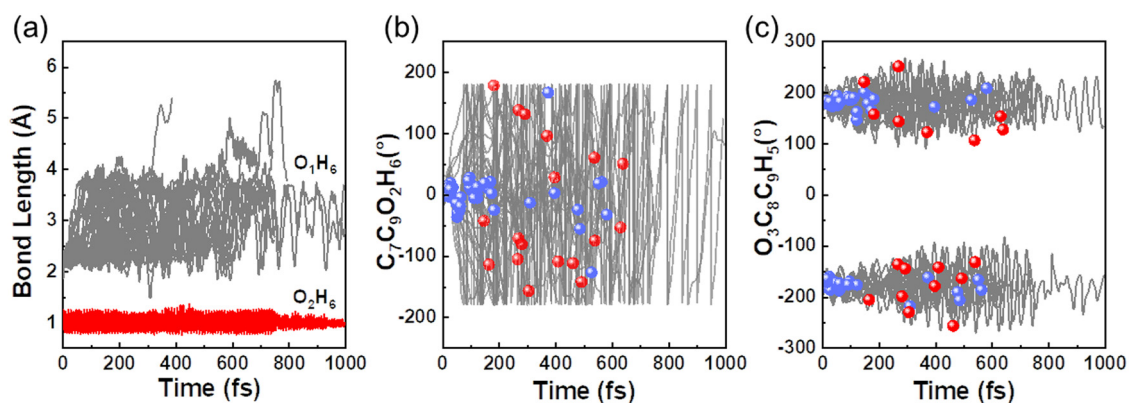 (a)
Bond Length (Å)
6
5
4
3
2
1
O₁H₆
O₂H₆
0 200 400 600 800 1000
Time (fs)
(b)
C₇C₉O₂H₆(°)
200
100
0
-100
-200
0 200 400 600 800 1000
Time (fs)
(c)
O₃C₈C₉H₅(°)
300
200
100
0
-100
-200
-300
0 200 400 600 800 1000
Time (fs)